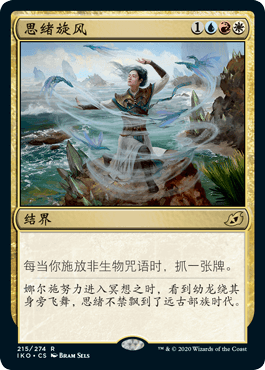 思绪旋风 1
结界
每当你施放非生物咒语时，抓一张牌。
娜尔施努力进入冥想之时，看到幼龙绕其
身旁飞舞，思绪不禁飘到了远古部族时代。
215/274 R
IKO • CS BRAM SELS
™ & © 2020 Wizards of the Coast